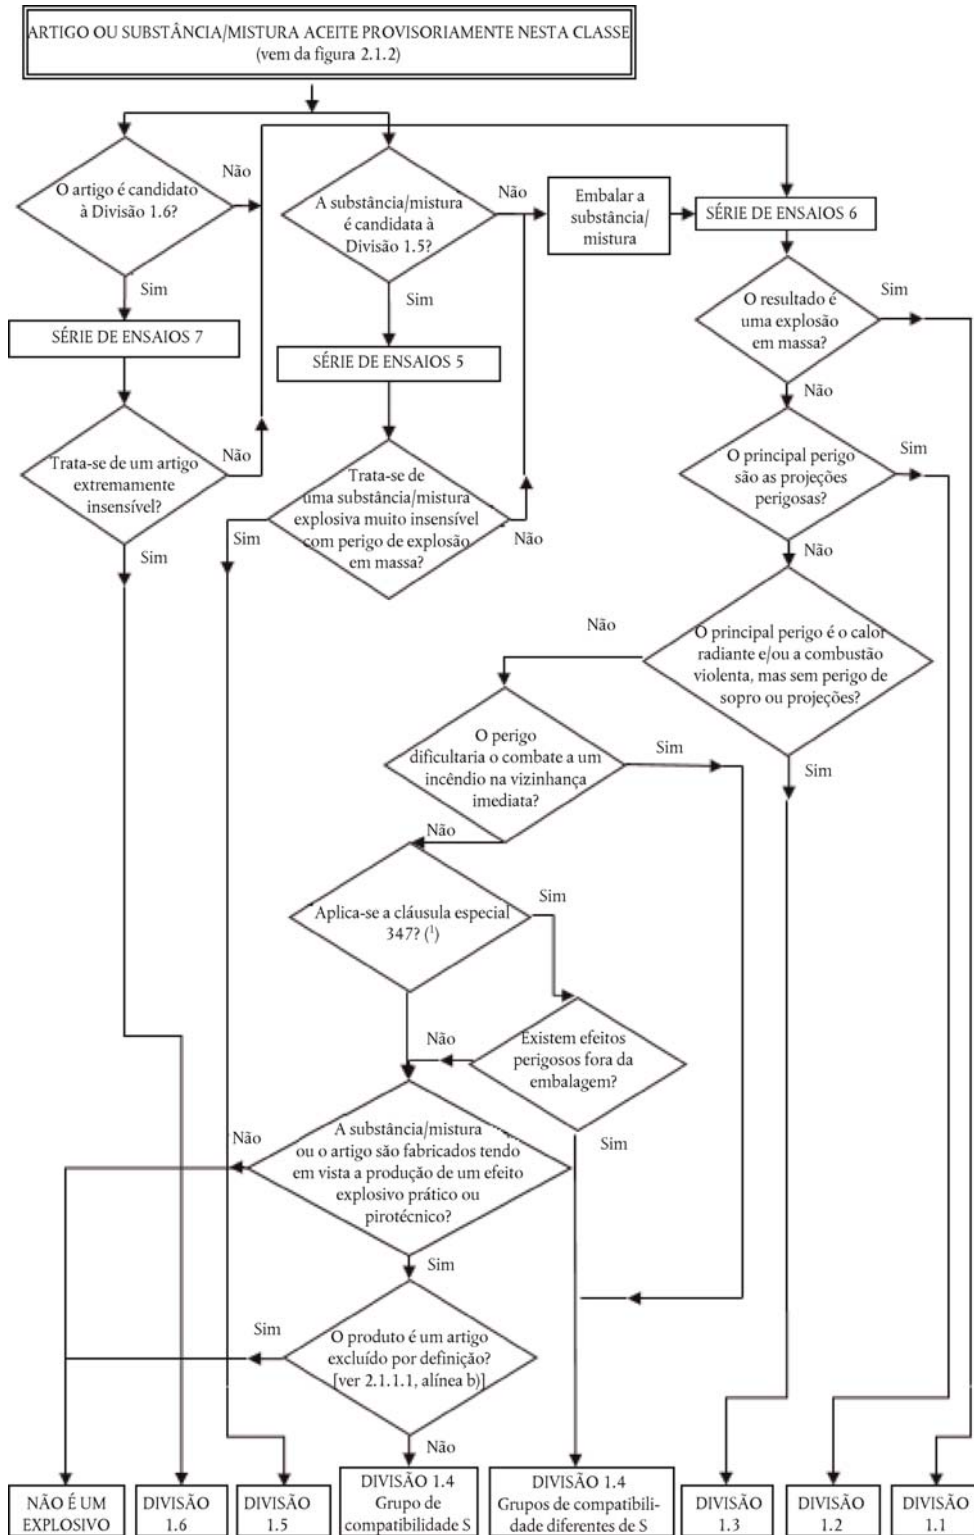 ARTIGO OU SUBSTÂNCIA/MISTURA ACEITE PROVISORIAMENTE NESTA CLASSE
(vem da figura 2.1.2)
O artigo é candidato
à Divisão 1.6?
Não
Sim
A substância/mistura
é candidata à
Divisão 1.5?
Não
Sim
Embalar a
substância/
mistura
SÉRIE DE ENSAIOS 6
O resultado é
uma explosão
em massa?
Sim
Não
SÉRIE DE ENSAIOS 7
SÉRIE DE ENSAIOS 5
Trata-se de um artigo
extremamente
insensível?
Não
Sim
Trata-se de
uma substância/mistura
explosiva muito insensível
com perigo de explosão
em massa?
Sim
Não
O principal perigo
são as projeções
perigosas?
Sim
Não
O principal perigo é o calor
radiante e/ou a combustão
violenta, mas sem perigo de
sopro ou projeções?
Não
Sim
O perigo
dificultaria o combate a um
incêndio na vizinhança
imediata?
Sim
Não
Aplica-se a cláusula especial
347? (¹)
Sim
Existem efeitos
perigosos fora da
embalagem?
Não
Sim
A substância/mistura
ou o artigo são fabricados tendo
em vista a produção de um efeito
explosivo prático ou
pirotécnico?
Não
Sim
O produto é um artigo
excluído por definição?
[ver 2.1.1.1, alínea b)]
Sim
Não
NÃO É UM
EXPLOSIVO
DIVISÃO
1.6
DIVISÃO
1.5
DIVISÃO 1.4
Grupo de
compatibilidade S
DIVISÃO 1.4
Grupos de compatibili-
dade diferentes de S
DIVISÃO
1.3
DIVISÃO
1.2
DIVISÃO
1.1